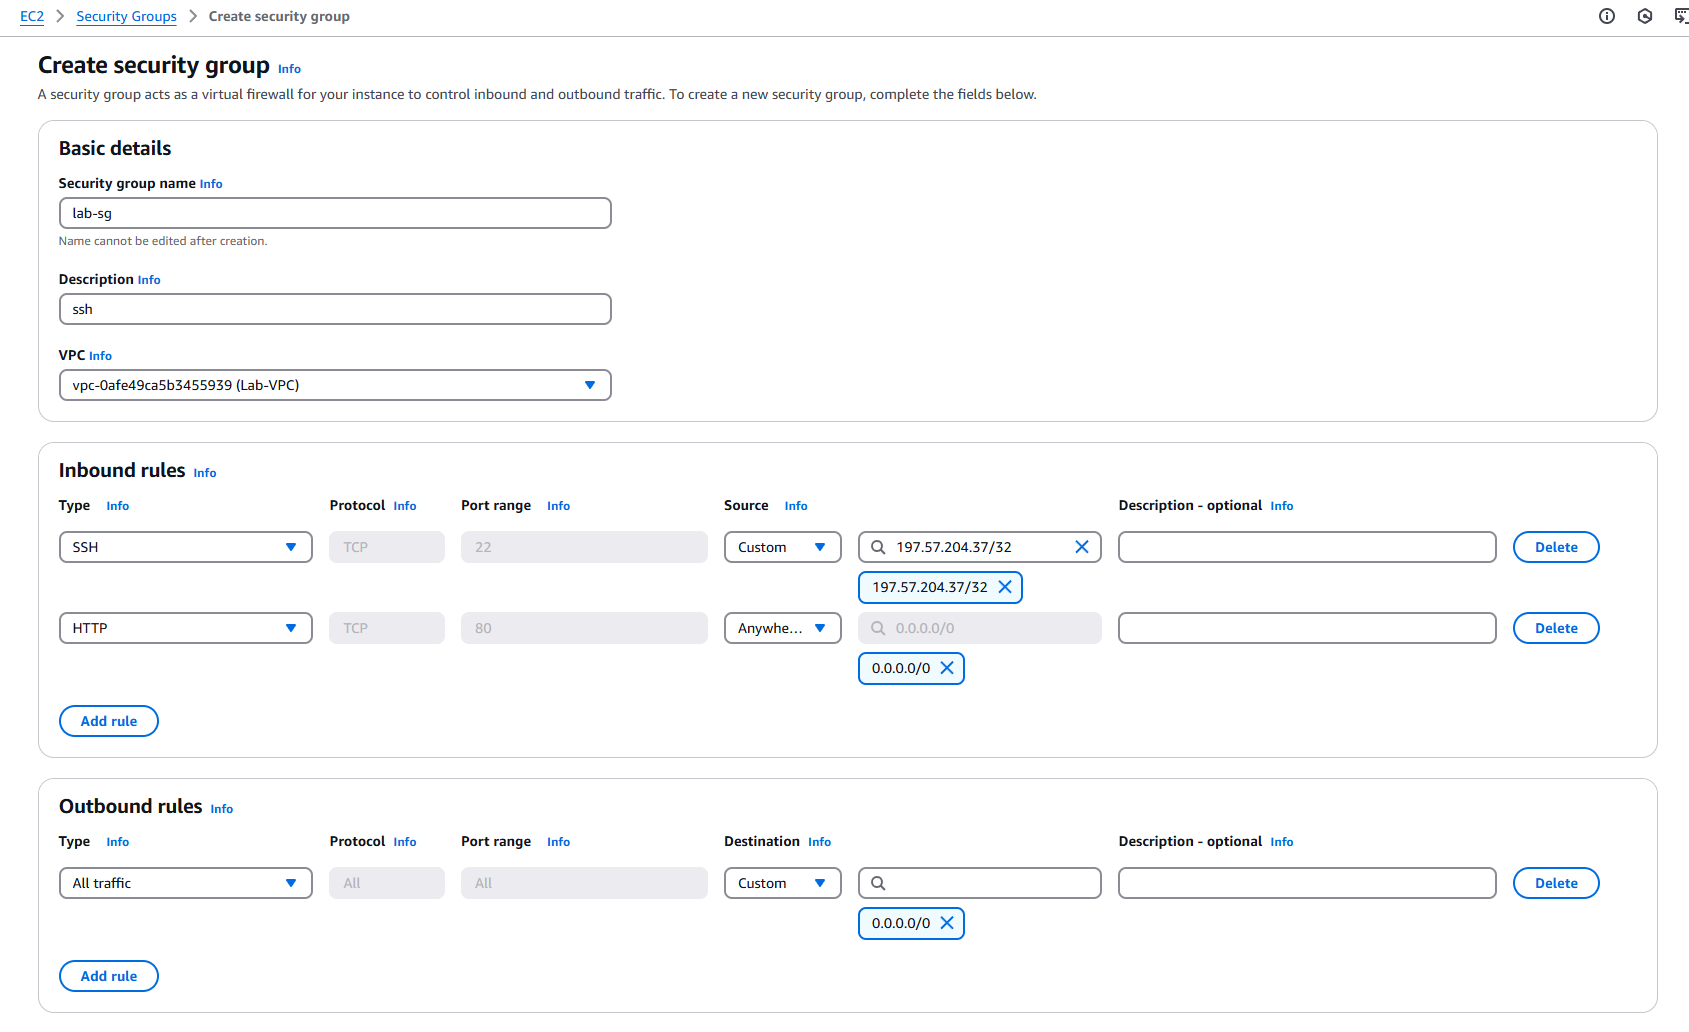 EC2 > Security Groups > Create security group
Create security group Info
A security group acts as a virtual firewall for your instance to control inbound and outbound traffic. To create a new security group, complete the fields below.
Basic details
Security group name Info
lab-sg
Name cannot be edited after creation.
Description Info
ssh
VPC Info
vpc-0afe49ca5b3455939 (Lab-VPC)
Inbound rules Info
Type Info Protocol Info Port range Info Source Info Description - optional Info
SSH TCP 22 Custom 197.57.204.37/32 Delete
197.57.204.37/32
HTTP TCP 80 Anywhe... 0.0.0.0/0 Delete
0.0.0.0/0
Add rule
Outbound rules Info
Type Info Protocol Info Port range Info Destination Info Description - optional Info
All traffic All All Custom Delete
0.0.0.0/0
Add rule